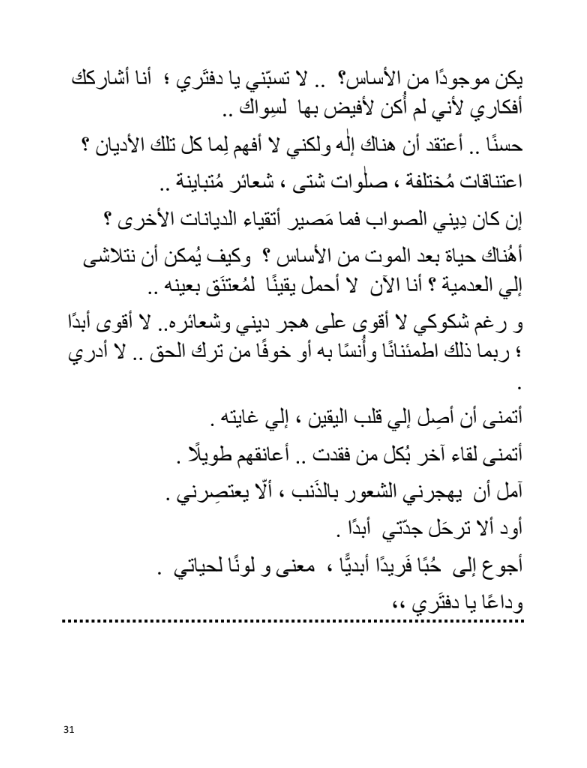 يكن موجودًا من الأساس؟ .. لا تسبّني يا دفتَري ؛ أنا أشاركك
أفكاري لأني لم أُكن لأفيض بها لسِواك ..
حسنًا .. أعتقد أن هناك إلٰه ولكني لا أفهم لِما كل تلك الأديان ؟
اعتناقات مُختلفة ، صلٰوات شتى ، شعائر مُتباينة ..
إن كان دِيني الصواب فما مَصير أتقياء الديانات الأخرى ؟
أهُناك حياة بعد الموت من الأساس ؟ وكيف يُمكن أن نتلاشى
إلي العدمية ؟ أنا الآن لا أحمل يقينًا لمُعتنَق بعينه ..
و رغم شكوكي لا أقوى على هجر ديني وشعائره.. لا أقوى أبدًا
؛ ربما ذلك اطمئنانًا وأُنسًا به أو خوفًا من ترك الحق .. لا أدري
.
أتمنى أن أصِل إلي قلب اليقين ، إلي غايته .
أتمنى لقاء آخر بُكل من فقدت .. أعانقهم طويلًا .
آمل أن يهجرني الشعور بالذَنب ، ألّا يعتصِرني .
أود ألا ترحَل جدّتي أبدًا .
أجوع إلى حُبًا فَريدًا أبديًّا ، معنى و لونًا لحياتي .
وداعًا يا دفتَري ،،
31